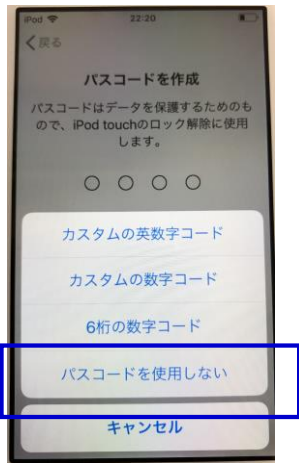 iPod 22:20
戻る
パスコードを作成
パスコードはデータを保護するためのも
ので、iPod touchのロック解除に使用
します。
カスタムの英数字コード
カスタムの数字コード
6桁の数字コード
パスコードを使用しない
キャンセル